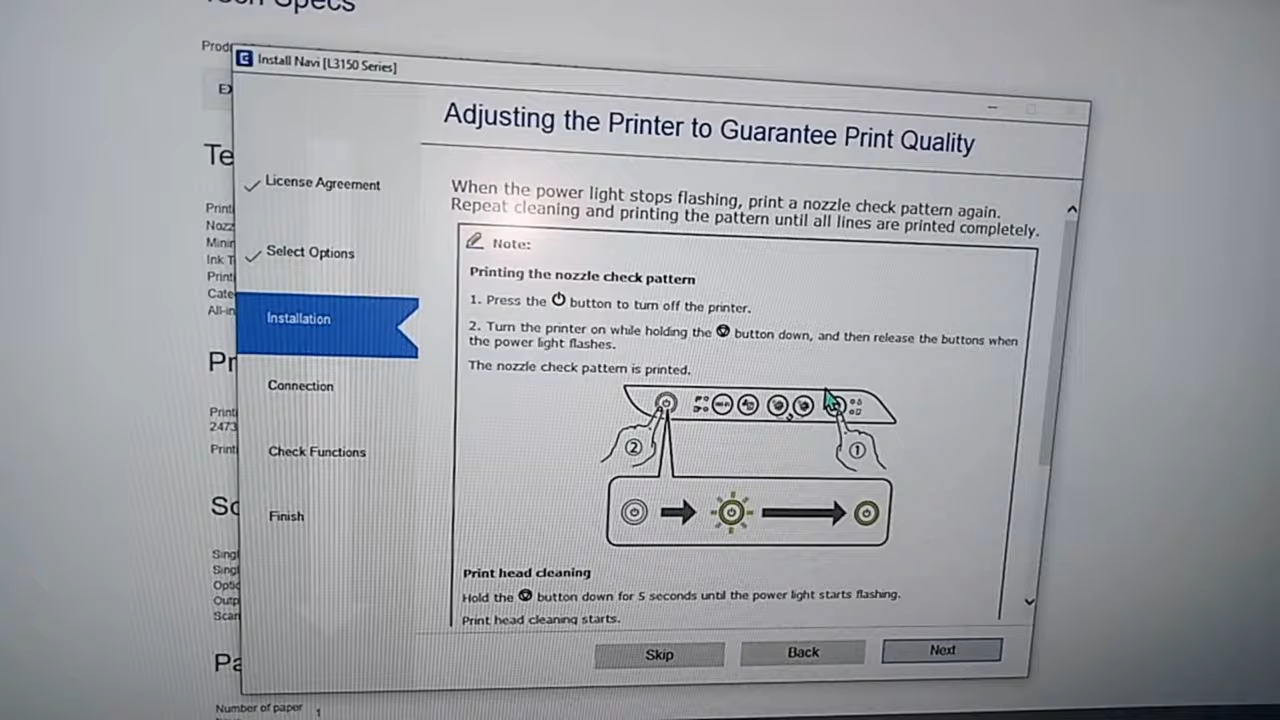 Tech Specs
Install Navi [L3150 Series]
Adjusting the Printer to Guarantee Print Quality
License Agreement
Select Options
Installation
Connection
Check Functions
Finish
When the power light stops flashing, print a nozzle check pattern again.
Repeat cleaning and printing the pattern until all lines are printed completely.
Note:
Printing the nozzle check pattern
1. Press the button to turn off the printer.
2. Turn the printer on while holding the button down, and then release the buttons when
the power light flashes.
The nozzle check pattern is printed.
2
1
Print head cleaning
Hold the button down for 5 seconds until the power light starts flashing.
Print head cleaning starts.
Skip
Back
Next
Number of paper
1